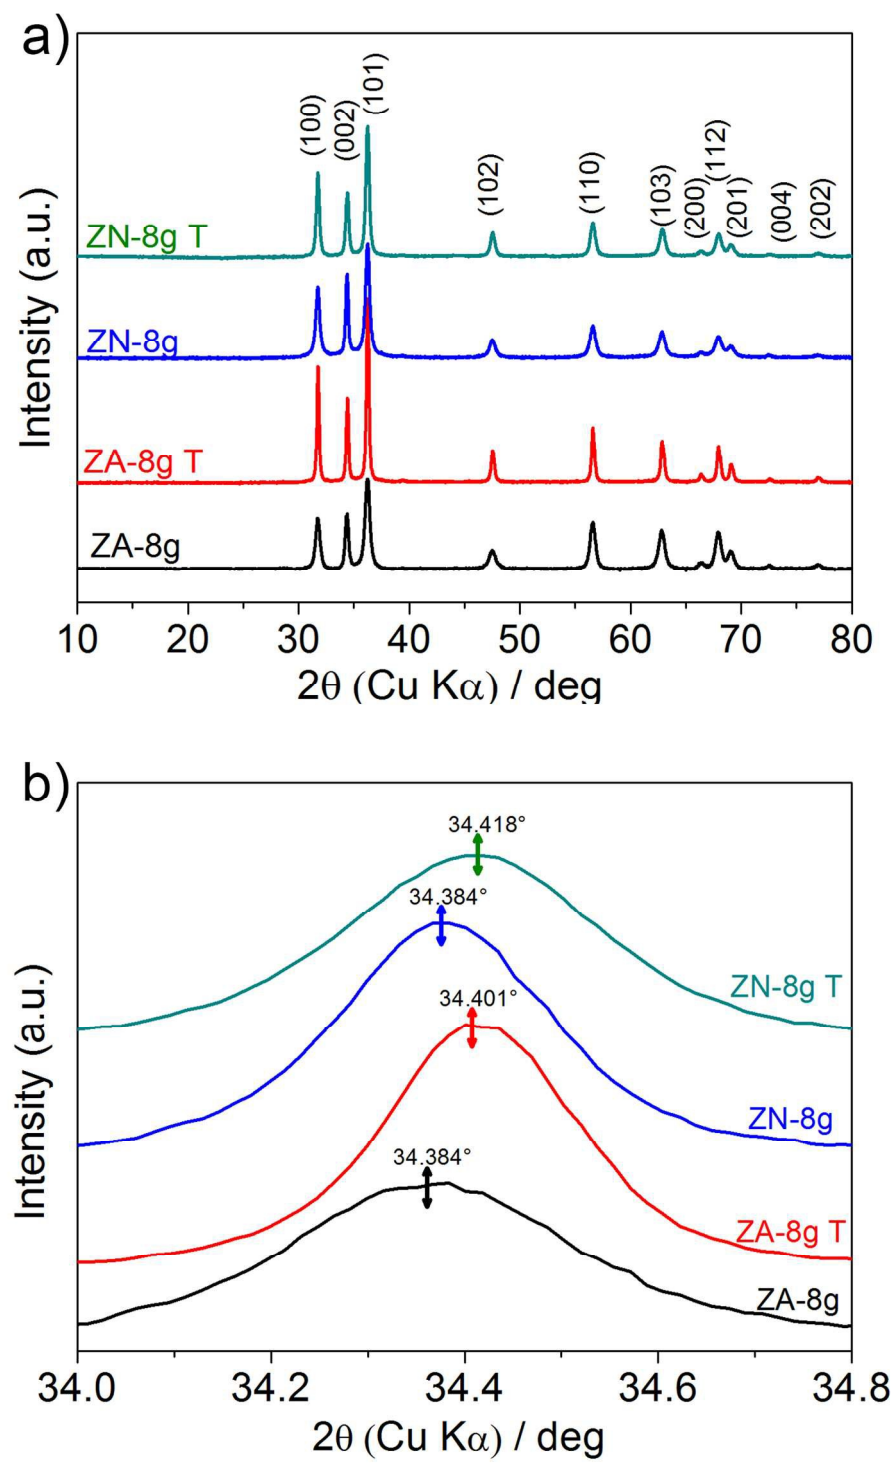 a)
(100)
(002)
(101)
(102)
(110)
(103)
(200)
(112)
(201)
(004)
(202)
ZN-8g T
ZN-8g
ZA-8g T
ZA-8g
Intensity (a.u.)
10 20 30 40 50 60 70 80
2θ (Cu Kα) / deg
b)
34.418°
34.384°
34.401°
34.384°
ZN-8g T
ZN-8g
ZA-8g T
ZA-8g
Intensity (a.u.)
34.0 34.2 34.4 34.6 34.8
2θ (Cu Kα) / deg